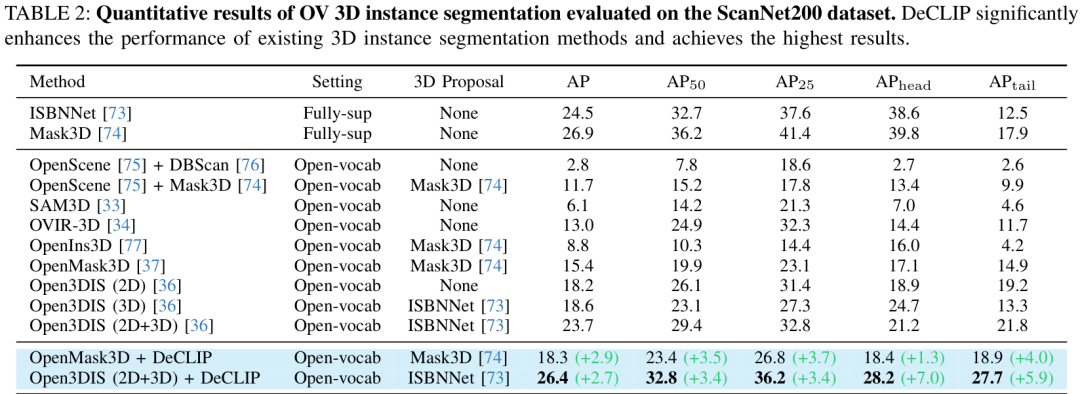 TABLE 2: Quantitative results of OV 3D instance segmentation evaluated on the ScanNet200 dataset. DeCLIP significantly
enhances the performance of existing 3D instance segmentation methods and achieves the highest results.
Method Setting 3D Proposal AP AP50 AP25 APhead APtail
ISBNNet [73] Fully-sup None 24.5 32.7 37.6 38.6 12.5
Mask3D [74] Fully-sup None 26.9 36.2 41.4 39.8 17.9
OpenScene [75] + DBScan [76] Open-vocab None 2.8 7.8 18.6 2.7 2.6
OpenScene [75] + Mask3D [74] Open-vocab Mask3D [74] 11.7 15.2 17.8 13.4 9.9
SAM3D [33] Open-vocab None 6.1 14.2 21.3 7.0 4.6
OVIR-3D [34] Open-vocab None 13.0 24.9 32.3 14.4 11.7
OpenIns3D [77] Open-vocab Mask3D [74] 8.8 10.3 14.4 16.0 4.2
OpenMask3D [37] Open-vocab Mask3D [74] 15.4 19.9 23.1 17.1 14.9
Open3DIS (2D) [36] Open-vocab None 18.2 26.1 31.4 18.9 19.2
Open3DIS (3D) [36] Open-vocab ISBNNet [73] 18.6 23.1 27.3 24.7 13.3
Open3DIS (2D+3D) [36] Open-vocab ISBNNet [73] 23.7 29.4 32.8 21.2 21.8
OpenMask3D + DeCLIP Open-vocab Mask3D [74] 18.3 (+2.9) 23.4 (+3.5) 26.8 (+3.7) 18.4 (+1.3) 18.9 (+4.0)
Open3DIS (2D+3D) + DeCLIP Open-vocab ISBNNet [73] 26.4 (+2.7) 32.8 (+3.4) 36.2 (+3.4) 28.2 (+7.0) 27.7 (+5.9)